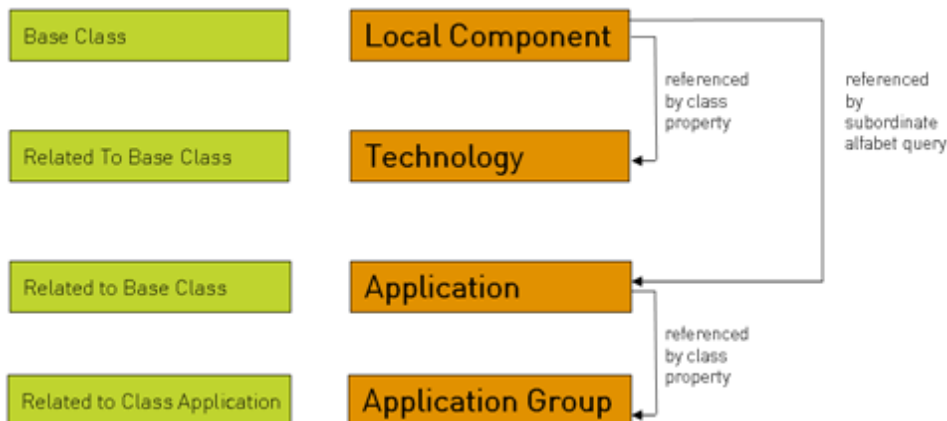 Base Class
Local Component
referenced
by class
property
referenced
by
subordinate
alfabet query
Related To Base Class
Technology
Related to Base Class
Application
referenced
by class
property
Related to Class Application
Application Group